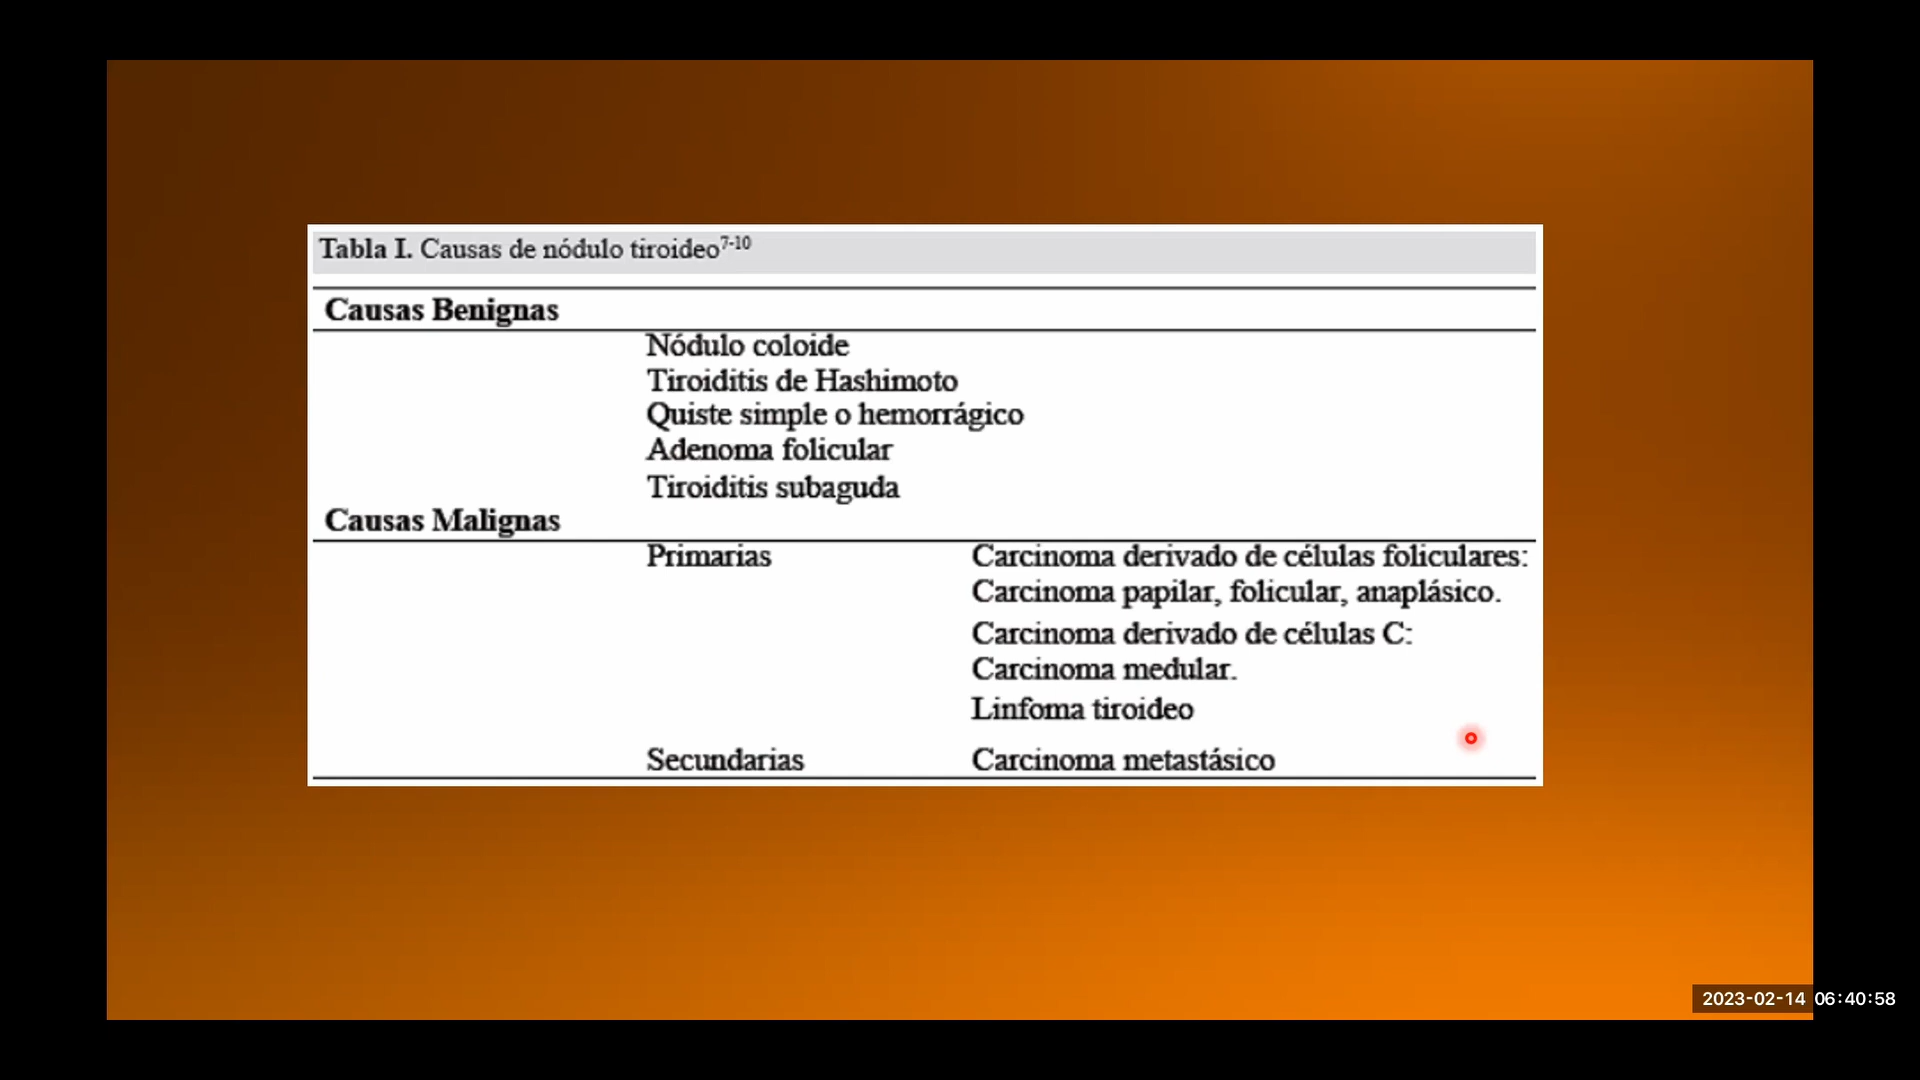 Tabla I. Causas de nódulo tiroideo7-10
Causas Benignas
Nódulo coloide
Tiroiditis de Hashimoto
Quiste simple o hemorrágico
Adenoma folicular
Tiroiditis subaguda
Causas Malignas
Primarias Carcinoma derivado de células foliculares:
Carcinoma papilar, folicular, anaplásico.
Carcinoma derivado de células C:
Carcinoma medular.
Linfoma tiroideo
Secundarias Carcinoma metastásico
2023-02-14 06:40:58